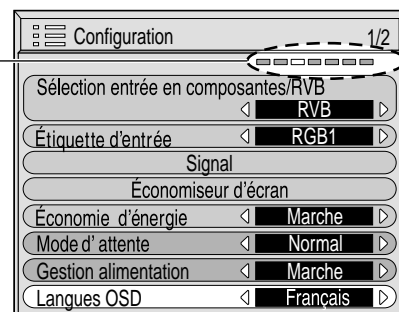 Configuration 1/2
Sélection entrée en composantes/RVB
RVB
Étiquette d'entrée RGB1
Signal
Économiseur d'écran
Économie d'énergie Marche
Mode d' attente Normal
Gestion alimentation Marche
Langues OSD Français